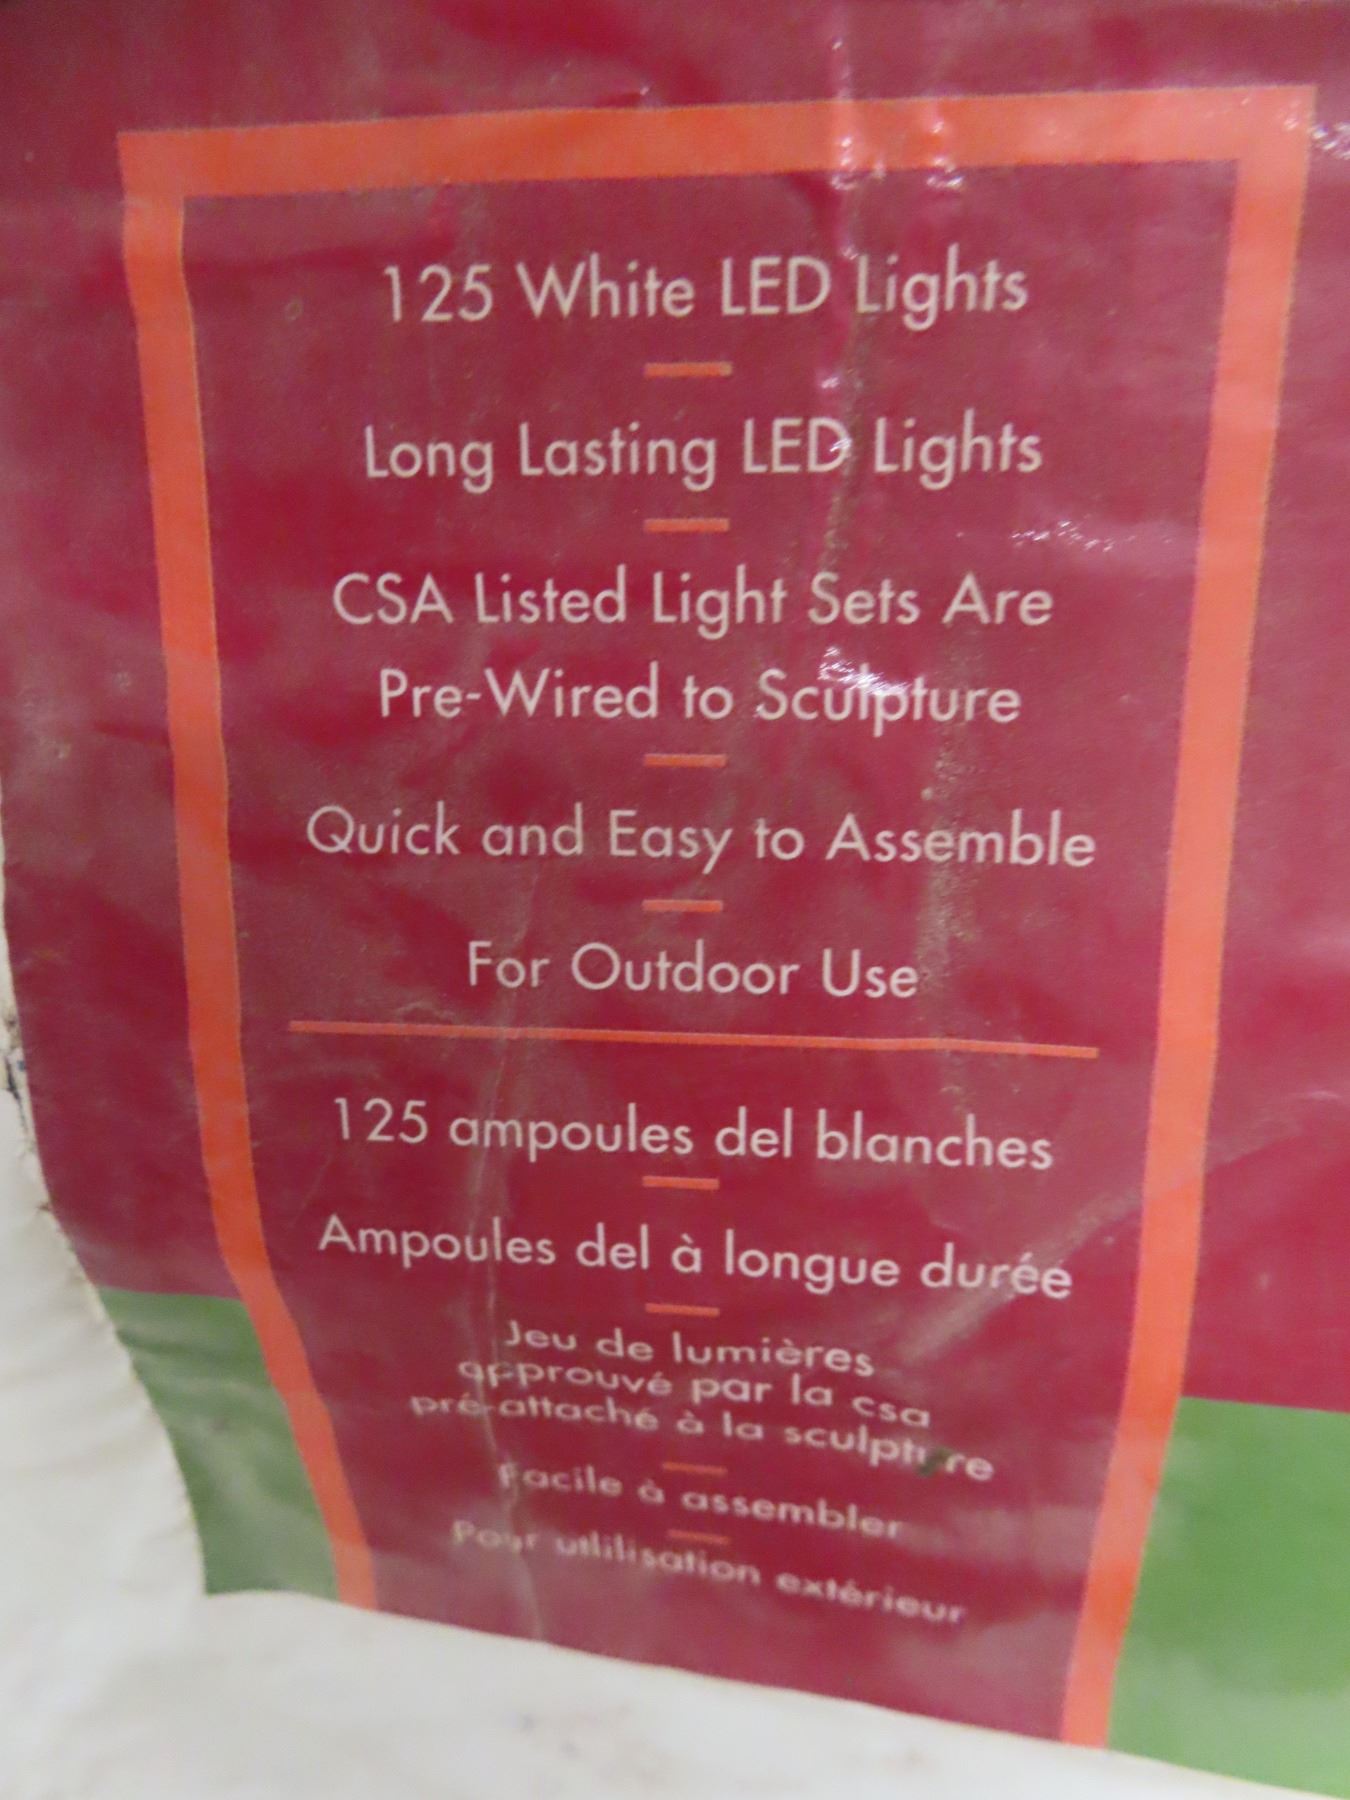 125 White LED Lights
Long Lasting LED Lights
CSA Listed Light Sets Are
Pre-Wired to Sculpture
Quick and Easy to Assemble
For Outdoor Use
125 ampoules del blanches
Ampoules del à longue durée
Jeu de lumières
approuvé par la csa
pré-attaché à la sculpture
Facile à assembler
Pour utlilisation extérieur